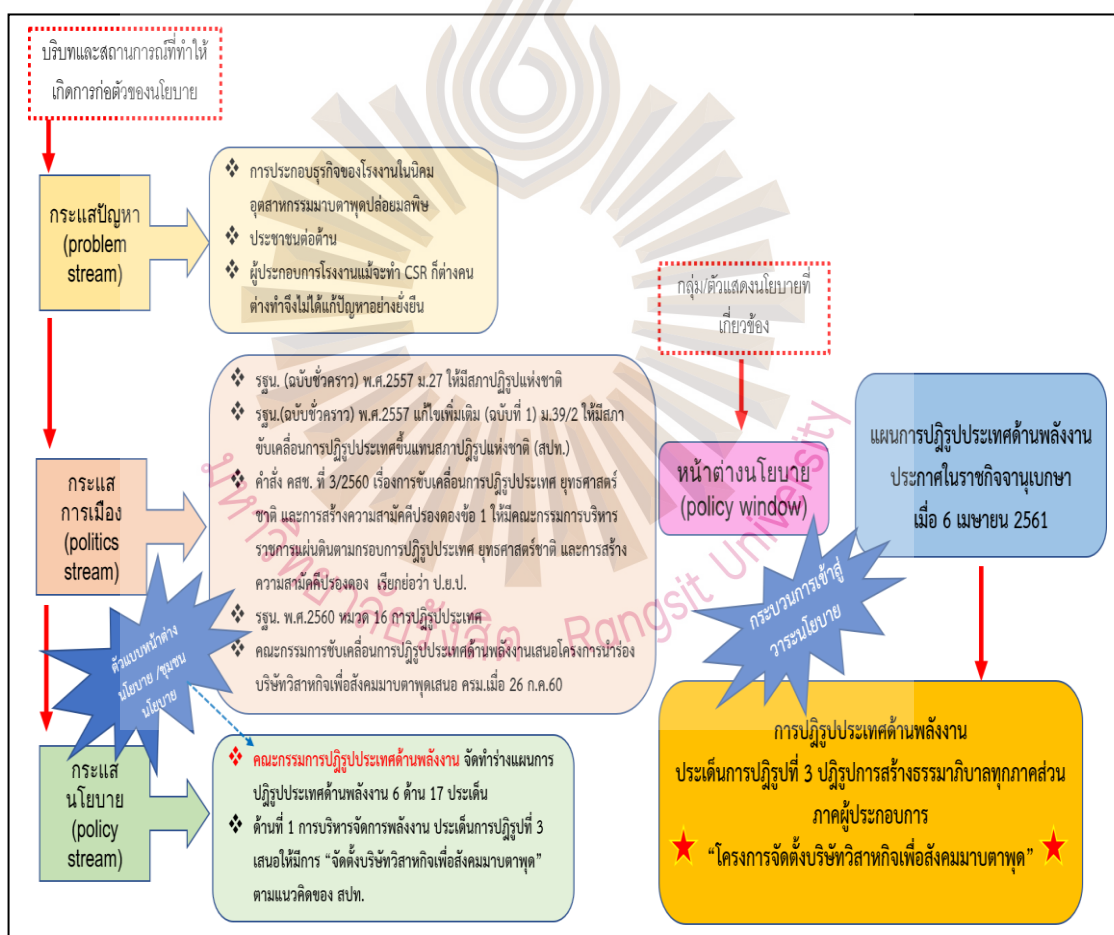 บริบทและสถานการณ์ที่ทำให้
เกิดการก่อตัวของนโยบาย
กระแสปัญหา
(problem
stream)
❖ การประกอบธุรกิจของโรงงานในนิคม
อุตสาหกรรมมาบตาพุดปล่อยมลพิษ
❖ ประชาชนต่อต้าน
❖ ผู้ประกอบการโรงงานแม้จะทำ CSR ก็ต่างคน
ต่างทำจึงไม่ได้แก้ปัญหาอย่างยั่งยืน
กระแส
การเมือง
(politics
stream)
❖ รฐน. (ฉบับชั่วคราว) พ.ศ.2557 ม.27 ให้มีสภาปฏิรูปแห่งชาติ
❖ รฐน.(ฉบับชั่วคราว) พ.ศ.2557 แก้ไขเพิ่มเติม (ฉบับที่ 1) ม.39/2 ให้มีสภา
ขับเคลื่อนการปฏิรูปประเทศขึ้นแทนสภาปฏิรูปแห่งชาติ (สปท.)
❖ คำสั่ง คสช. ที่ 3/2560 เรื่องการขับเคลื่อนการปฏิรูปประเทศ ยุทธศาสตร์
ชาติ และการสร้างความสามัคคีปรองดองข้อ 1 ให้มีคณะกรรมการบริหาร
ราชการแผ่นดินตามกรอบการปฏิรูปประเทศ ยุทธศาสตร์ชาติ และการสร้าง
ความสามัคคีปรองดอง เรียกย่อว่า ป.ย.ป.
❖ รฐน. พ.ศ.2560 หมวด 16 การปฏิรูปประเทศ
❖ คณะกรรมการขับเคลื่อนการปฏิรูปประเทศด้านพลังงานเสนอโครงการนำร่อง
บริษัทวิสาหกิจเพื่อสังคมมาบตาพุดเสนอ ครม.เมื่อ 26 ก.ค.60
ตัวแบบหน้าต่าง
นโยบาย /ชุมชน
นโยบาย
กระแส
นโยบาย
(policy
stream)
❖ คณะกรรมการปฏิรูปประเทศด้านพลังงาน จัดทำร่างแผนการ
ปฏิรูปประเทศด้านพลังงาน 6 ด้าน 17 ประเด็น
❖ ด้านที่ 1 การบริหารจัดการพลังงาน ประเด็นการปฏิรูปที่ 3
เสนอให้มีการ “จัดตั้งบริษัทวิสาหกิจเพื่อสังคมมาบตาพุด”
ตามแนวคิดของ สปท.
กลุ่ม/ตัวแสดงนโยบายที่
เกี่ยวข้อง
หน้าต่างนโยบาย
(policy window)
แผนการปฏิรูปประเทศด้านพลังงาน
ประกาศในราชกิจจานุเบกษา
เมื่อ 6 เมษายน 2561
กระบวนการเข้าสู่
วาระนโยบาย
การปฏิรูปประเทศด้านพลังงาน
ประเด็นการปฏิรูปที่ 3 ปฏิรูปการสร้างธรรมาภิบาลทุกภาคส่วน
ภาคผู้ประกอบการ
“โครงการจัดตั้งบริษัทวิสาหกิจเพื่อสังคมมาบตาพุด”
มหาวิทยาลัยรังสิต Rangsit University